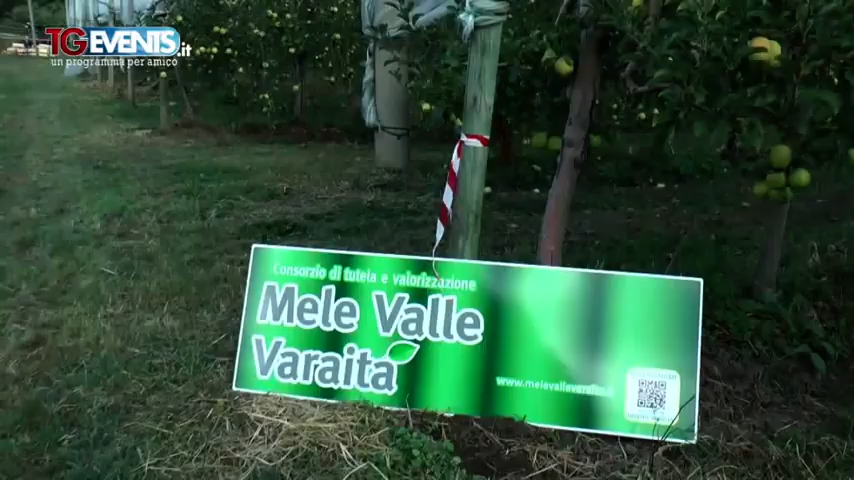 TGEVENTS.it
un programma per amico
Consorzio di tutela e valorizzazione
Mele Valle
Varaita
www.melevallevaraita.it